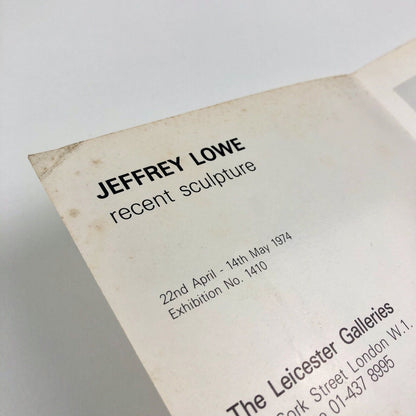 JEFFREY LOWE
recent sculpture
22nd April - 14th May 1974
Exhibition No. 1410
The Leicester Galleries
Street London W.1.
01-437 8995